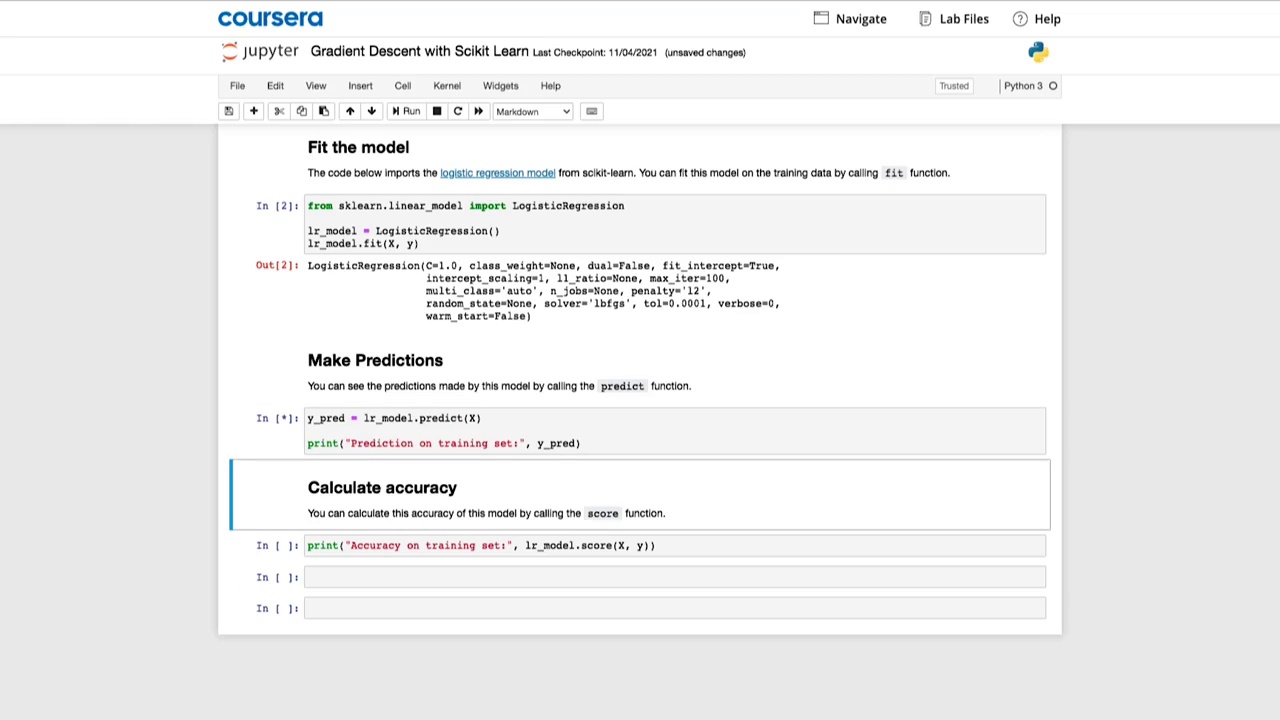 coursera
Navigate
Lab Files
Help
jupyter Gradient Descent with Scikit Learn Last Checkpoint: 11/04/2021 (unsaved changes)
File Edit View Insert Cell Kernel Widgets Help
Trusted
Python 3
Run
Markdown
Fit the model
The code below imports the logistic regression model from scikit-learn. You can fit this model on the training data by calling fit function.
In [2]: from sklearn.linear_model import LogisticRegression
lr_model = LogisticRegression()
lr_model.fit(X, y)
Out[2]: LogisticRegression(C=1.0, class_weight=None, dual=False, fit_intercept=True,
intercept_scaling=1, l1_ratio=None, max_iter=100,
multi_class='auto', n_jobs=None, penalty='l2',
random_state=None, solver='lbfgs', tol=0.0001, verbose=0,
warm_start=False)
Make Predictions
You can see the predictions made by this model by calling the predict function.
In [*]: y_pred = lr_model.predict(X)
print("Prediction on training set:", y_pred)
Calculate accuracy
You can calculate this accuracy of this model by calling the score function.
In [ ]: print("Accuracy on training set:", lr_model.score(X, y))
In [ ]:
In [ ]: